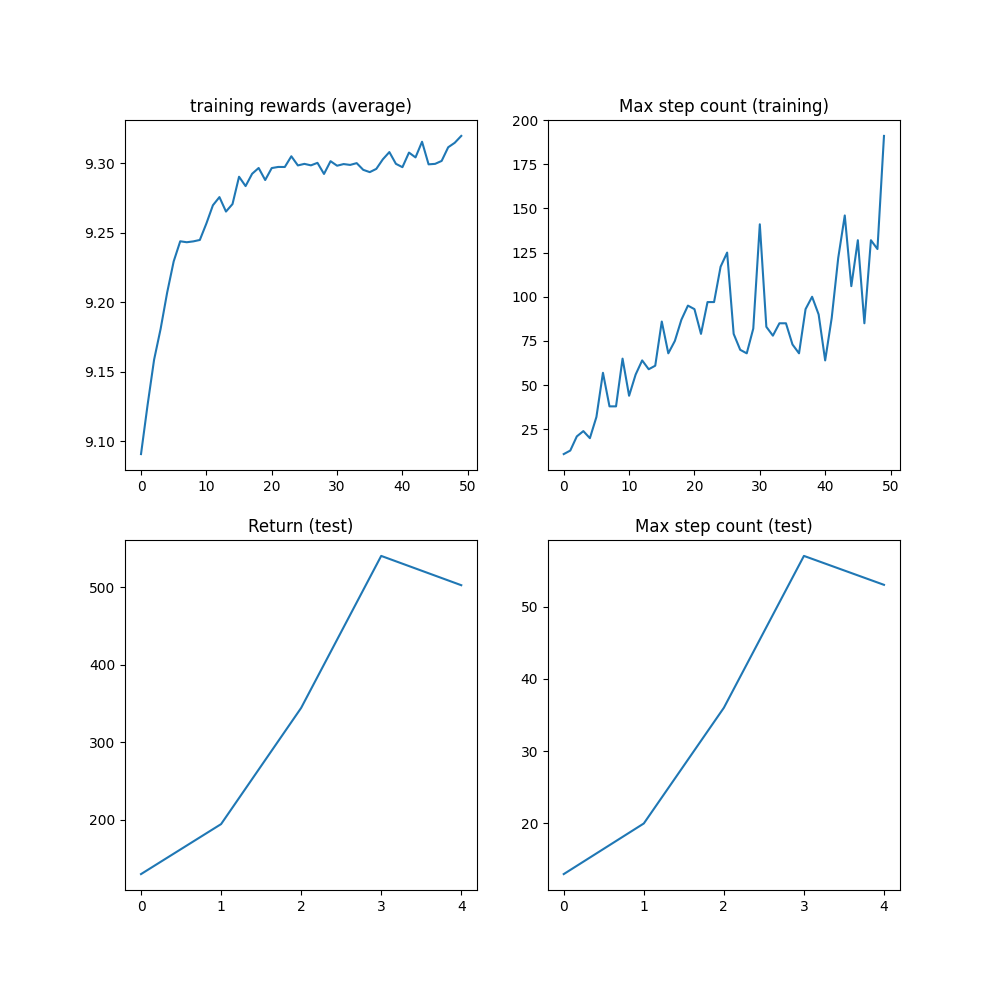 training rewards (average)
9.30
9.25
9.20
9.15
9.10
0 10 20 30 40 50
Max step count (training)
200
175
150
125
100
75
50
25
0 10 20 30 40 50
Return (test)
500
400
300
200
0 1 2 3 4
Max step count (test)
50
40
30
20
0 1 2 3 4